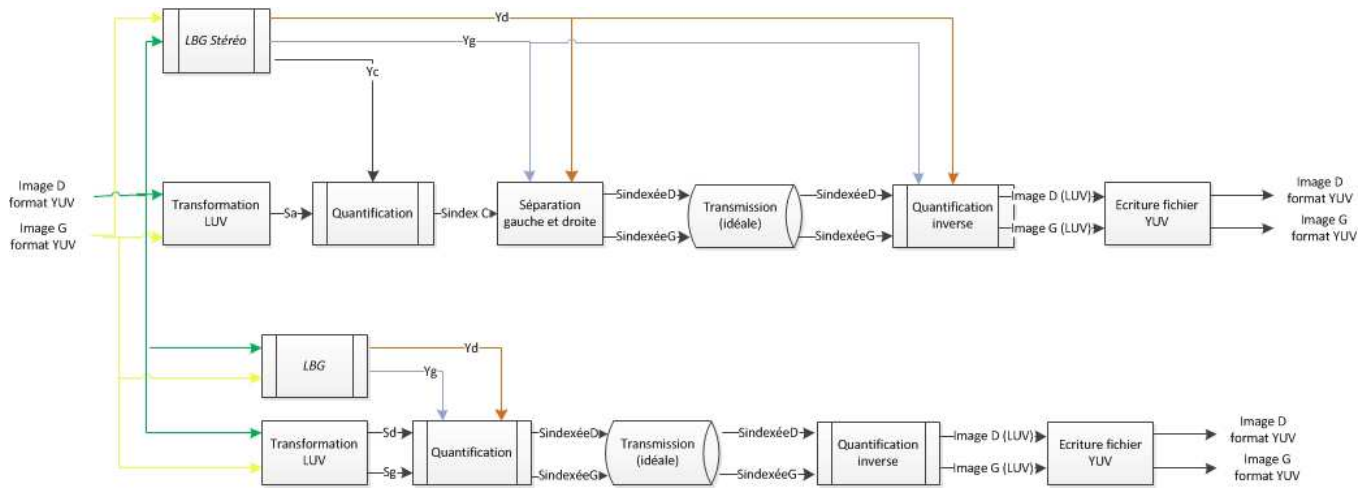 LBG Stéréo
Yd
Yg
Yc
Image D
format YUV
Image G
format YUV
Transformation
LUV
Sa
Quantification
Sindex C
Séparation
gauche et droite
SindexéeD
SindexéeG
Transmission
(idéale)
SindexéeD
SindexéeG
Quantification
inverse
Image D (LUV)
Image G (LUV)
Ecriture fichier
YUV
Image D
format YUV
Image G
format YUV
LBG
Yd
Yg
Transformation
LUV
Sd
Sg
Quantification
SindexéeD
SindexéeG
Transmission
(idéale)
SindexéeD
SindexéeG
Quantification
inverse
Image D (LUV)
Image G (LUV)
Ecriture fichier
YUV
Image D
format YUV
Image G
format YUV